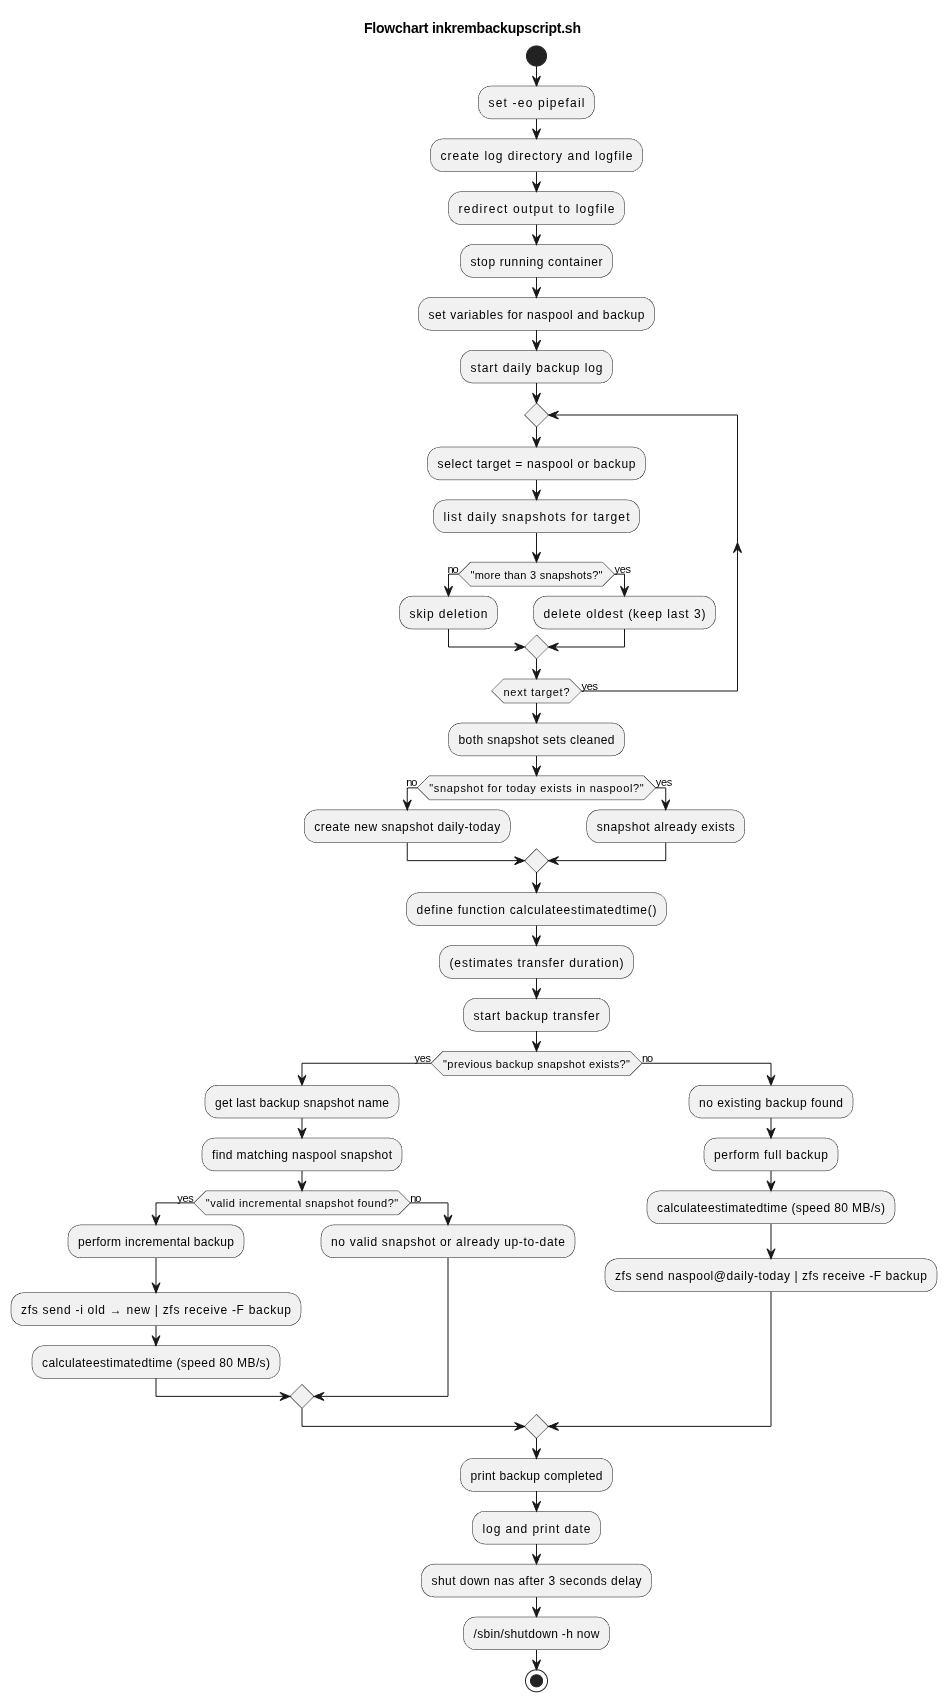 Flowchart inkrembackupscript.sh
set -eo pipefail
create log directory and logfile
redirect output to logfile
stop running container
set variables for naspool and backup
start daily backup log
select target = naspool or backup
list daily snapshots for target
no
"more than 3 snapshots?"
yes
skip deletion
delete oldest (keep last 3)
next target?
yes
both snapshot sets cleaned
no
"snapshot for today exists in naspool?"
yes
create new snapshot daily-today
snapshot already exists
define function calculateestimatedtime()
(estimates transfer duration)
start backup transfer
yes
"previous backup snapshot exists?"
no
get last backup snapshot name
find matching naspool snapshot
yes
"valid incremental snapshot found?"
no
perform incremental backup
zfs send -i old → new | zfs receive -F backup
calculateestimatedtime (speed 80 MB/s)
no valid snapshot or already up-to-date
no existing backup found
perform full backup
calculateestimatedtime (speed 80 MB/s)
zfs send naspool@daily-today | zfs receive -F backup
print backup completed
log and print date
shut down nas after 3 seconds delay
/sbin/shutdown -h now